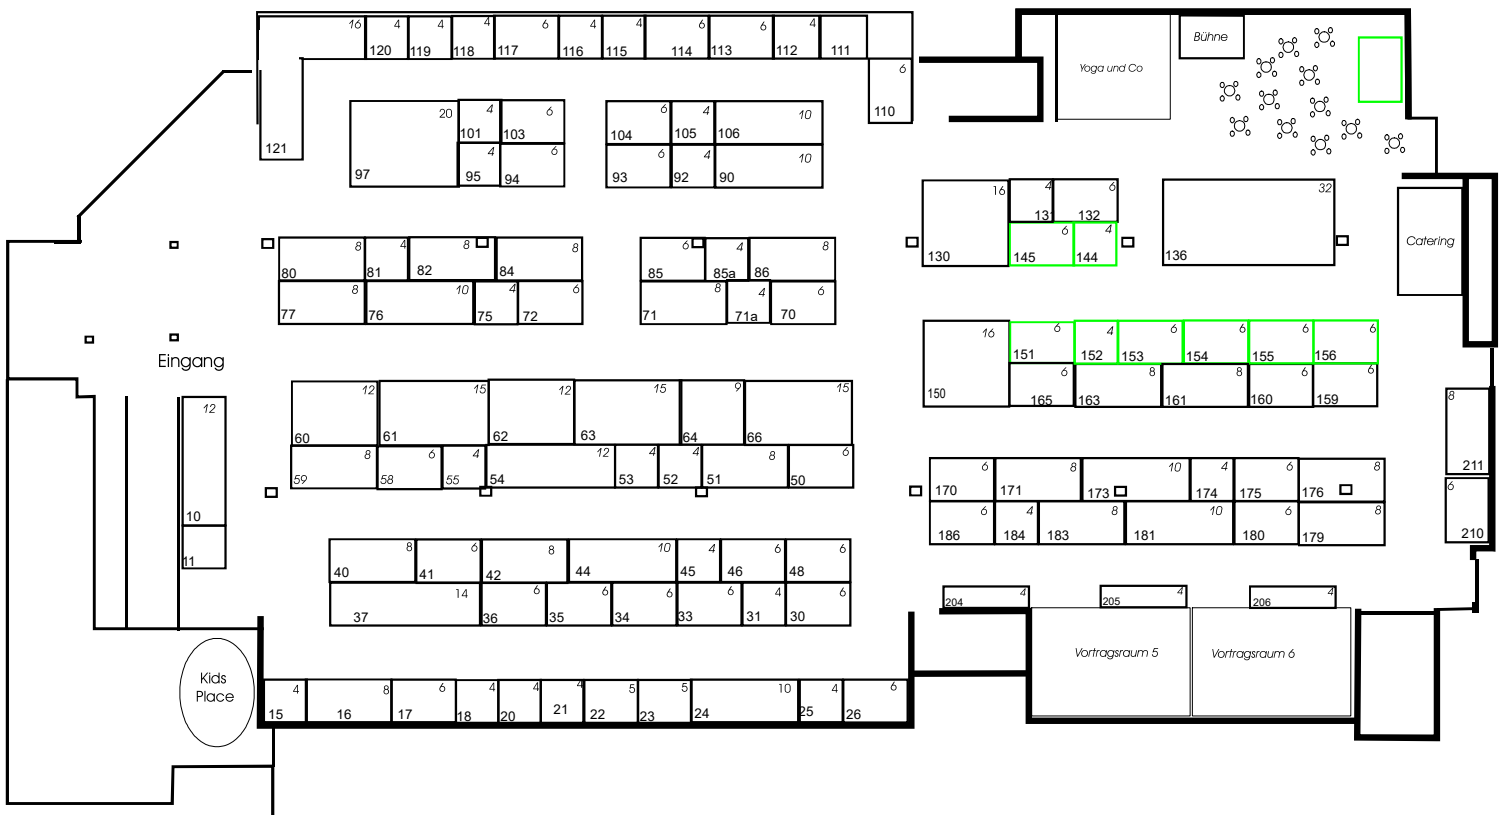 16 4 4 4 6 4 4 6 6 4
120 119 118 117 116 115 114 113 112 111
6
110
121
Bühne
Yoga und Co
20 4 6
101 103
97
4 6
95 94
6 4 10
104 105 106
6 4 10
93 92 90
16 4 6
131 132
6 4
130 145 144
32
136
Catering
8 4 8 8
80 81 82 84
8 10 4 6
77 76 75 72
6 4 8
85 85a 86
8 4 6
71 71a 70
Eingang
16 6 4 6 6 6 6
151 152 153 154 155 156
150
6 8 8 6 6
165 163 161 160 159
12 15 12 15 9 15
60 61 62 63 64 66
8 6 4 12 4 4 8 6
59 58 55 54 53 52 51 50
12
10
11
8
211
6
210
6 8 10 4 6 8
170 171 173 174 175 176
6 4 8 10 6 8
186 184 183 181 180 179
8 6 8 10 4 6 6
40 41 42 44 45 46 48
14 6 6 6 6 4 6
37 36 35 34 33 31 30
4 4 4
204 205 206
Vortragsraum 5
Vortragsraum 6
Kids
Place
4 8 6 4 4 4 5 5 10 4 6
15 16 17 18 20 21 22 23 24 25 26